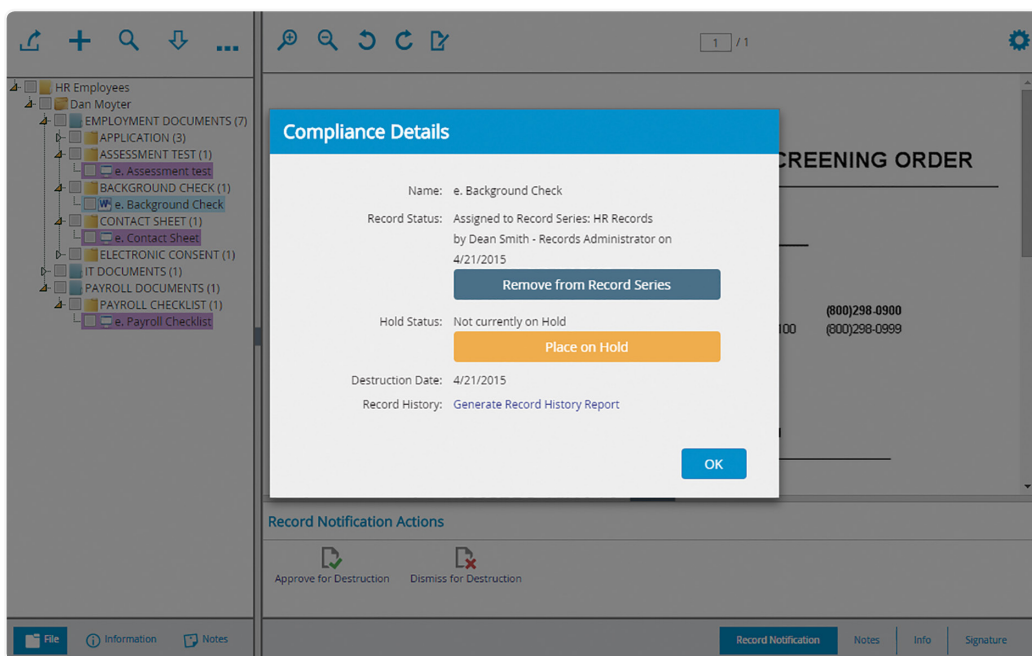 1 / 1
HR Employees
Dan Moyter
EMPLOYMENT DOCUMENTS (7)
APPLICATION (3)
ASSESSMENT TEST (1)
e. Assessment test
BACKGROUND CHECK (1)
e. Background Check
CONTACT SHEET (1)
e. Contact Sheet
ELECTRONIC CONSENT (1)
IT DOCUMENTS (1)
PAYROLL DOCUMENTS (1)
PAYROLL CHECKLIST (1)
e. Payroll Checklist
CREENING ORDER
(800)298-0900
100 (800)298-0999
Compliance Details
Name: e. Background Check
Record Status: Assigned to Record Series: HR Records
by Dean Smith - Records Administrator on
4/21/2015
Remove from Record Series
Hold Status: Not currently on Hold
Place on Hold
Destruction Date: 4/21/2015
Record History: Generate Record History Report
OK
Record Notification Actions
Approve for Destruction Dismiss for Destruction
File Information Notes
Record Notification Notes Info Signature